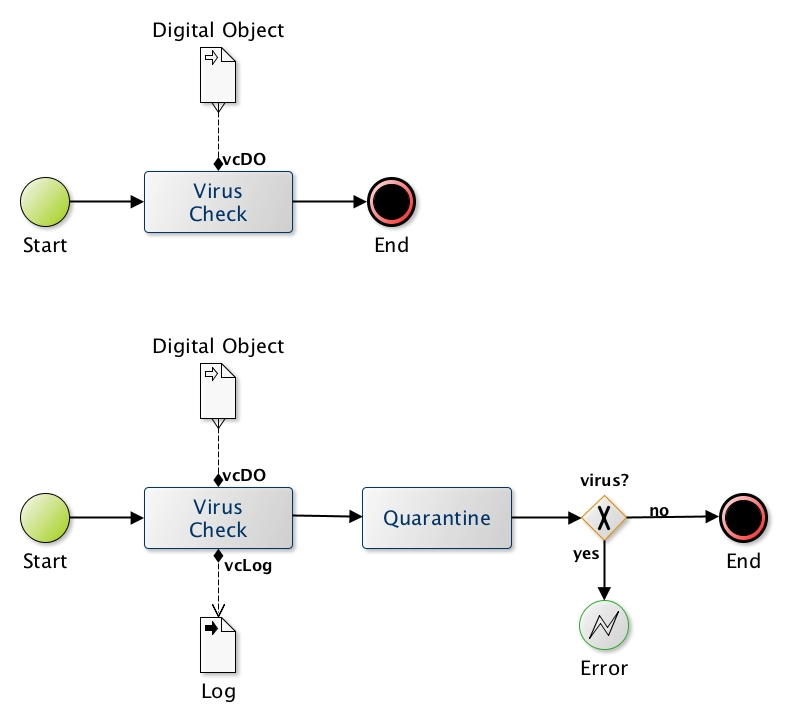 Digital Object
vcDO
Virus
Check
Start
End
Digital Object
vcDO
virus?
Virus
Check
Quarantine
X
no
Start
End
yes
vcLog
Error
Log